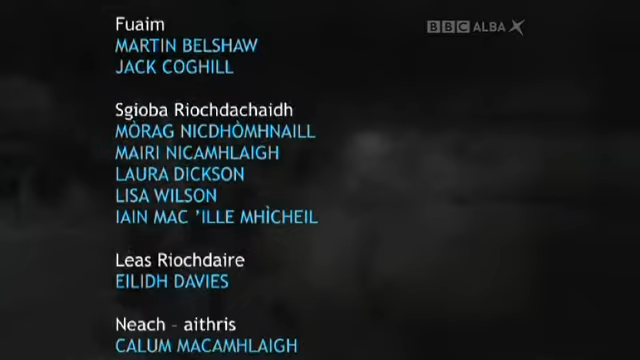 Fuaim
MARTIN BELSHAW
JACK COGHILL
Sgioba Riochdachaidh
MÒRAG NICDHÒMHNAILL
MAIRI NICAMHLAIGH
LAURA DICKSON
LISA WILSON
IAIN MAC 'ILLE MHÌCHEIL
Leas Riochdaire
EILIDH DAVIES
Neach - aithris
CALUM MACAMHLAIGH
BBC ALBA